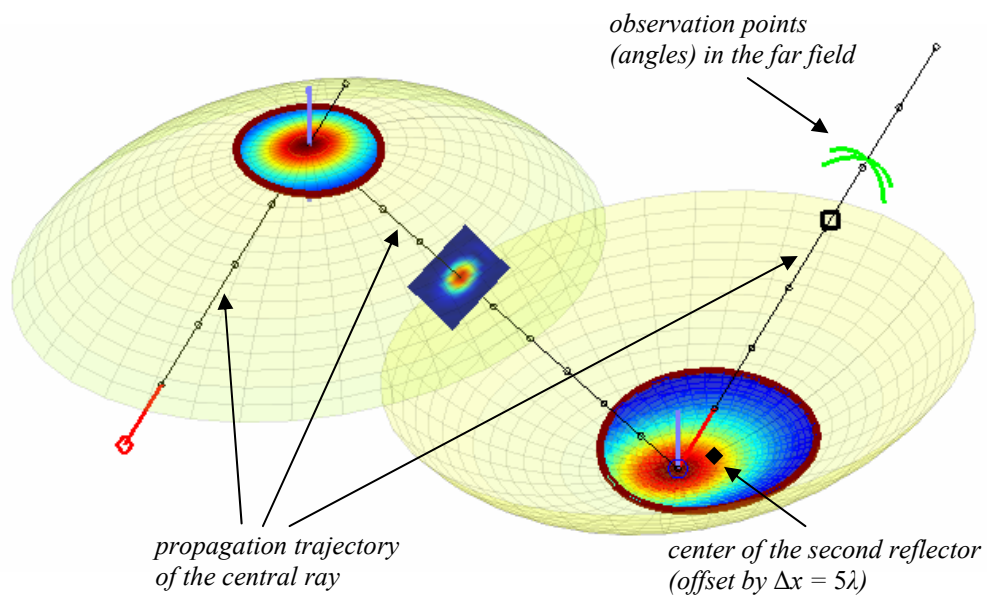 observation points
(angles) in the far field
propagation trajectory
of the central ray
center of the second reflector
(offset by Δx = 5λ)